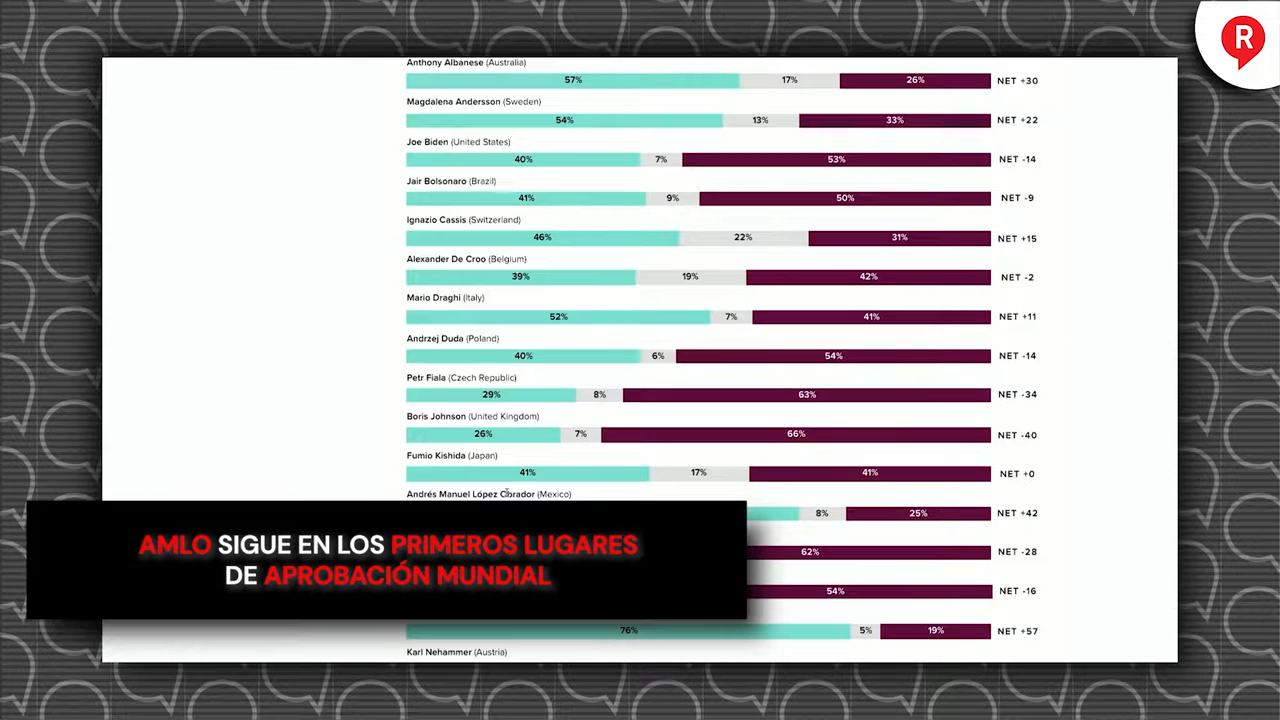 R
Anthony Albanese (Australia)
57% 17% 26% NET +30
Magdalena Andersson (Sweden)
54% 13% 33% NET +22
Joe Biden (United States)
40% 7% 53% NET -14
Jair Bolsonaro (Brazil)
41% 9% 50% NET -9
Ignazio Cassis (Switzerland)
46% 22% 31% NET +15
Alexander De Croo (Belgium)
39% 19% 42% NET -2
Mario Draghi (Italy)
52% 7% 41% NET +11
Andrzej Duda (Poland)
40% 6% 54% NET -14
Petr Fiala (Czech Republic)
29% 8% 63% NET -34
Boris Johnson (United Kingdom)
26% 7% 66% NET -40
Fumio Kishida (Japan)
41% 17% 41% NET +0
Andrés Manuel López Obrador (Mexico)
8% 25% NET +42
62% NET -28
54% NET -16
76% 5% 19% NET +57
Karl Nehammer (Austria)
AMLO SIGUE EN LOS PRIMEROS LUGARES
DE APROBACIÓN MUNDIAL